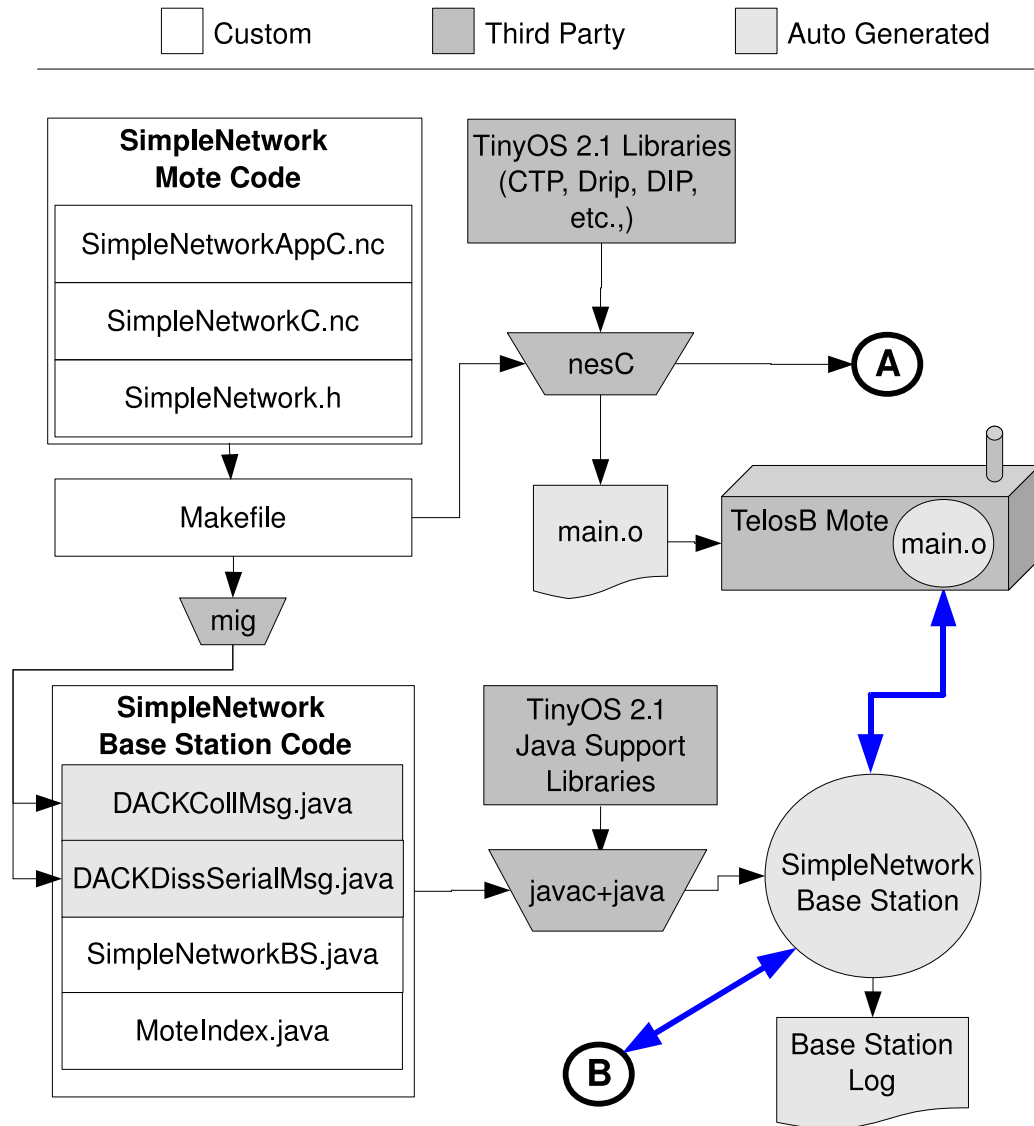 Custom
Third Party
Auto Generated
SimpleNetwork
Mote Code
SimpleNetworkAppC.nc
SimpleNetworkC.nc
SimpleNetwork.h
TinyOS 2.1 Libraries
(CTP, Drip, DIP,
etc.,)
nesC
A
Makefile
main.o
TelosB Mote
main.o
mig
SimpleNetwork
Base Station Code
DACKCollMsg.java
DACKDissSerialMsg.java
SimpleNetworkBS.java
MoteIndex.java
TinyOS 2.1
Java Support
Libraries
javac+java
SimpleNetwork
Base Station
B
Base Station
Log